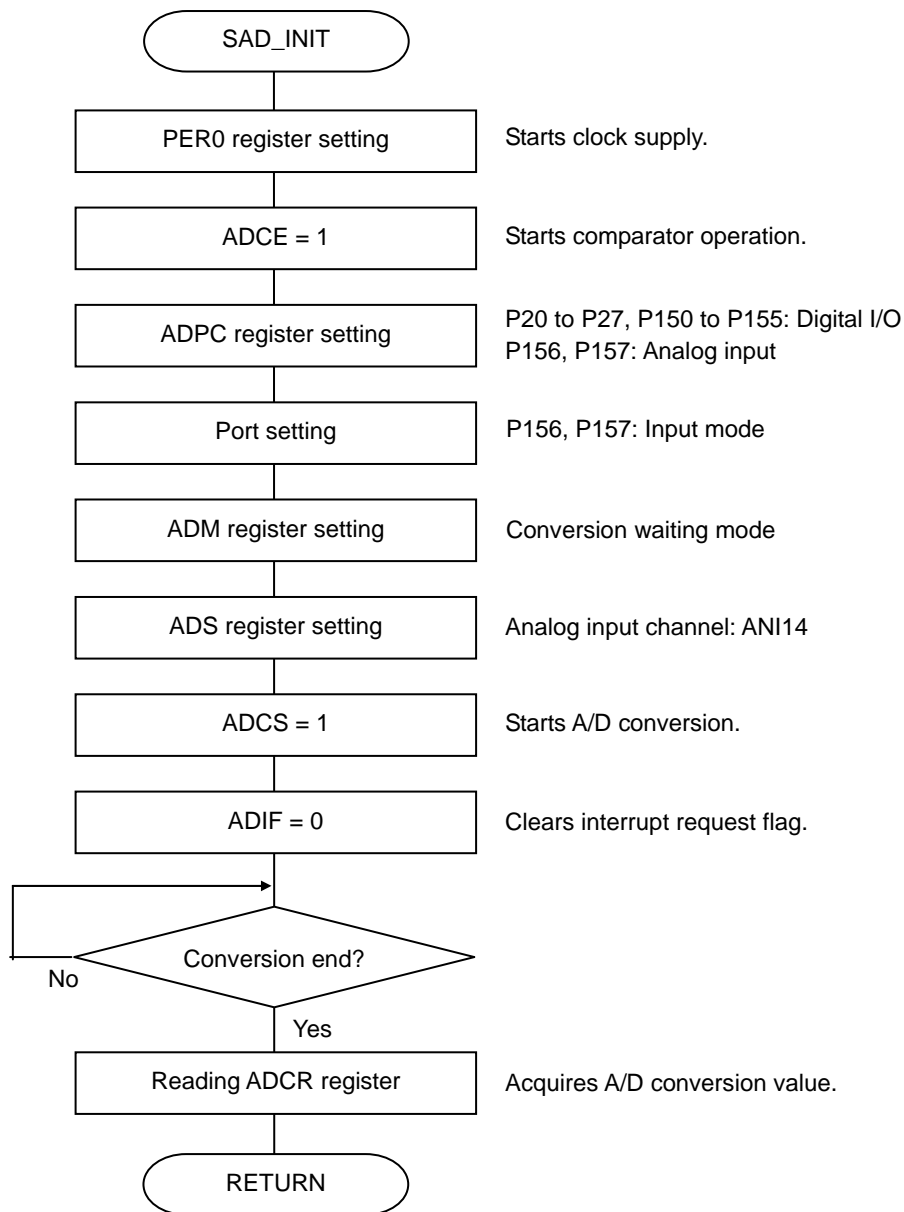 SAD_INIT
PER0 register setting
Starts clock supply.
ADCE = 1
Starts comparator operation.
ADPC register setting
P20 to P27, P150 to P155: Digital I/O
P156, P157: Analog input
Port setting
P156, P157: Input mode
ADM register setting
Conversion waiting mode
ADS register setting
Analog input channel: ANI14
ADCS = 1
Starts A/D conversion.
ADIF = 0
Clears interrupt request flag.
Conversion end?
No
Yes
Reading ADCR register
Acquires A/D conversion value.
RETURN